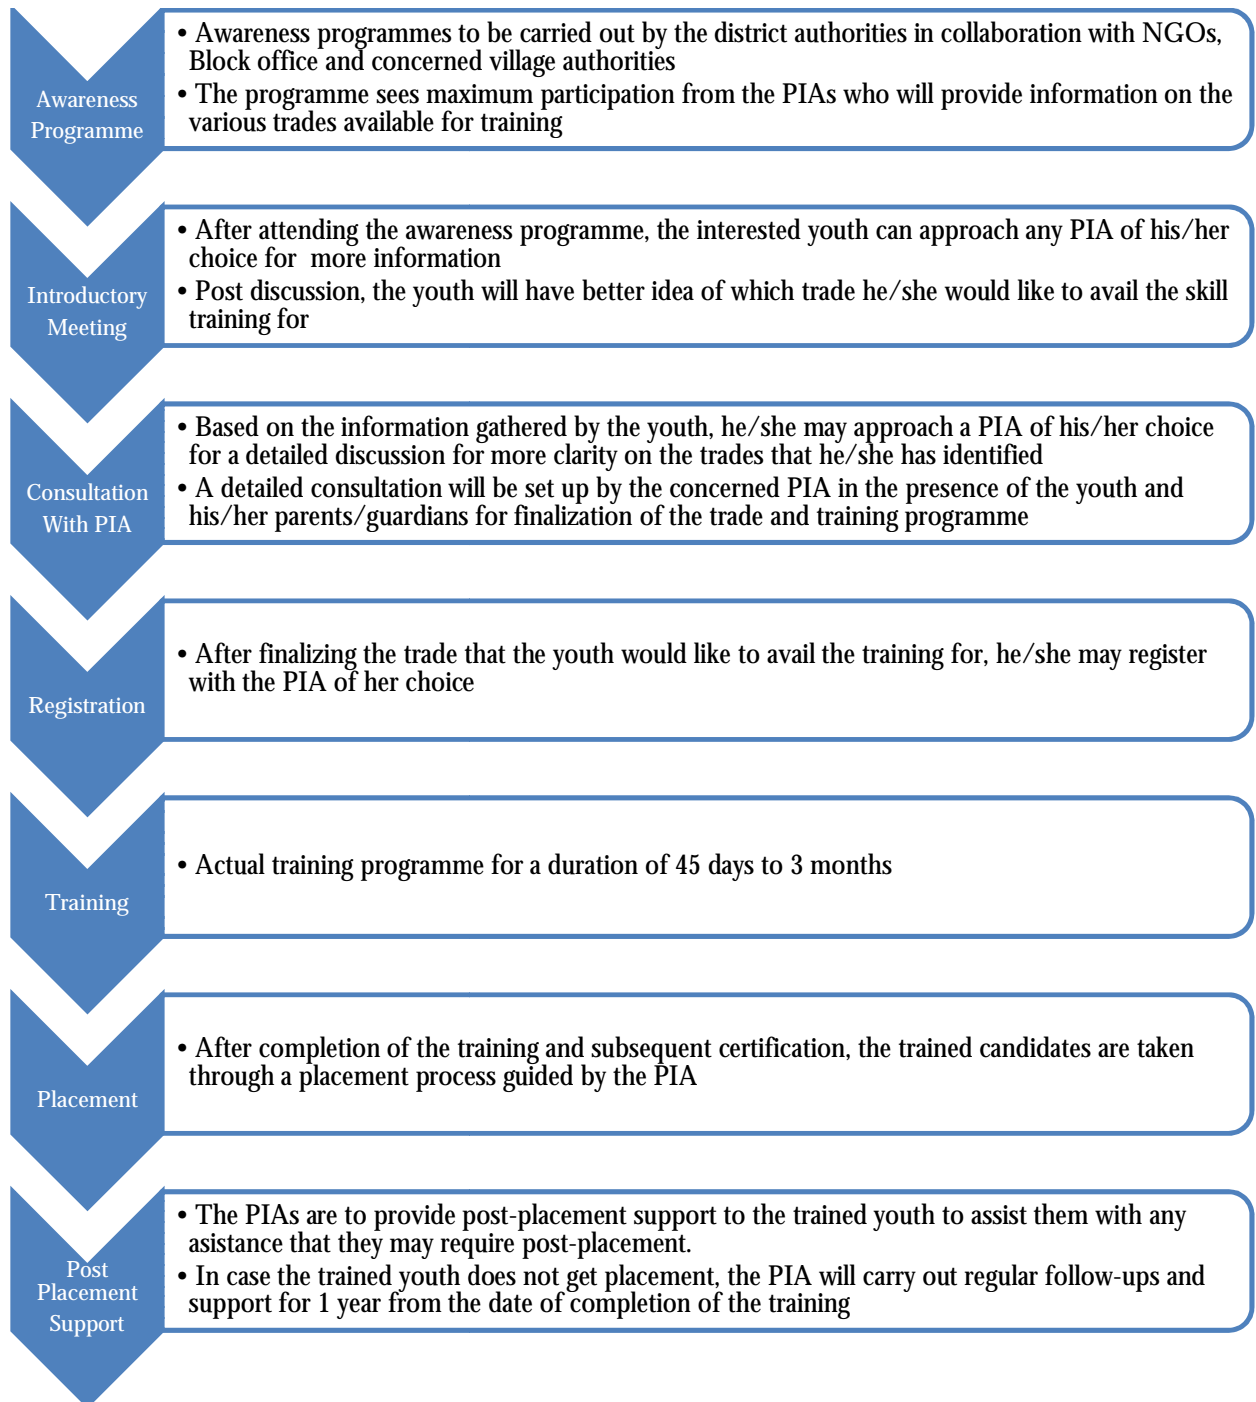 Awareness
Programme
• Awareness programmes to be carried out by the district authorities in collaboration with NGOs,
Block office and concerned village authorities
• The programme sees maximum participation from the PIAs who will provide information on the
various trades available for training
Introductory
Meeting
• After attending the awareness programme, the interested youth can approach any PIA of his/her
choice for more information
• Post discussion, the youth will have better idea of which trade he/she would like to avail the skill
training for
Consultation
With PIA
• Based on the information gathered by the youth, he/she may approach a PIA of his/her choice
for a detailed discussion for more clarity on the trades that he/she has identified
• A detailed consultation will be set up by the concerned PIA in the presence of the youth and
his/her parents/guardians for finalization of the trade and training programme
Registration
• After finalizing the trade that the youth would like to avail the training for, he/she may register
with the PIA of her choice
Training
• Actual training programme for a duration of 45 days to 3 months
Placement
• After completion of the training and subsequent certification, the trained candidates are taken
through a placement process guided by the PIA
Post
Placement
Support
• The PIAs are to provide post-placement support to the trained youth to assist them with any
asistance that they may require post-placement.
• In case the trained youth does not get placement, the PIA will carry out regular follow-ups and
support for 1 year from the date of completion of the training